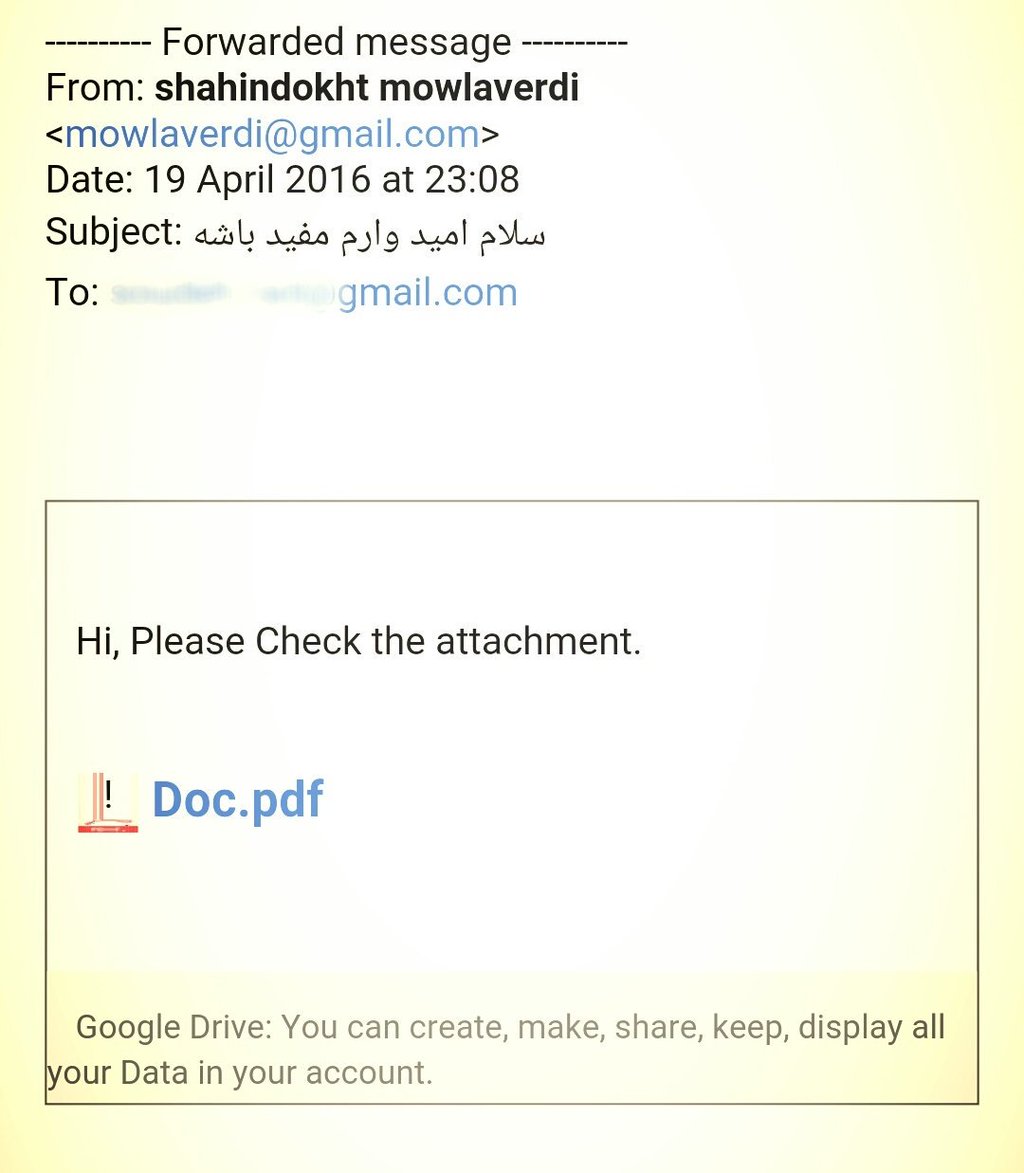 ---------- Forwarded message ----------
From: shahindokht mowlaverdi
<mowlaverdi@gmail.com>
Date: 19 April 2016 at 23:08
Subject: سلام امید وارم مفید باشه
To: @gmail.com
Hi, Please Check the attachment.
! Doc.pdf
Google Drive: You can create, make, share, keep, display all
your Data in your account.